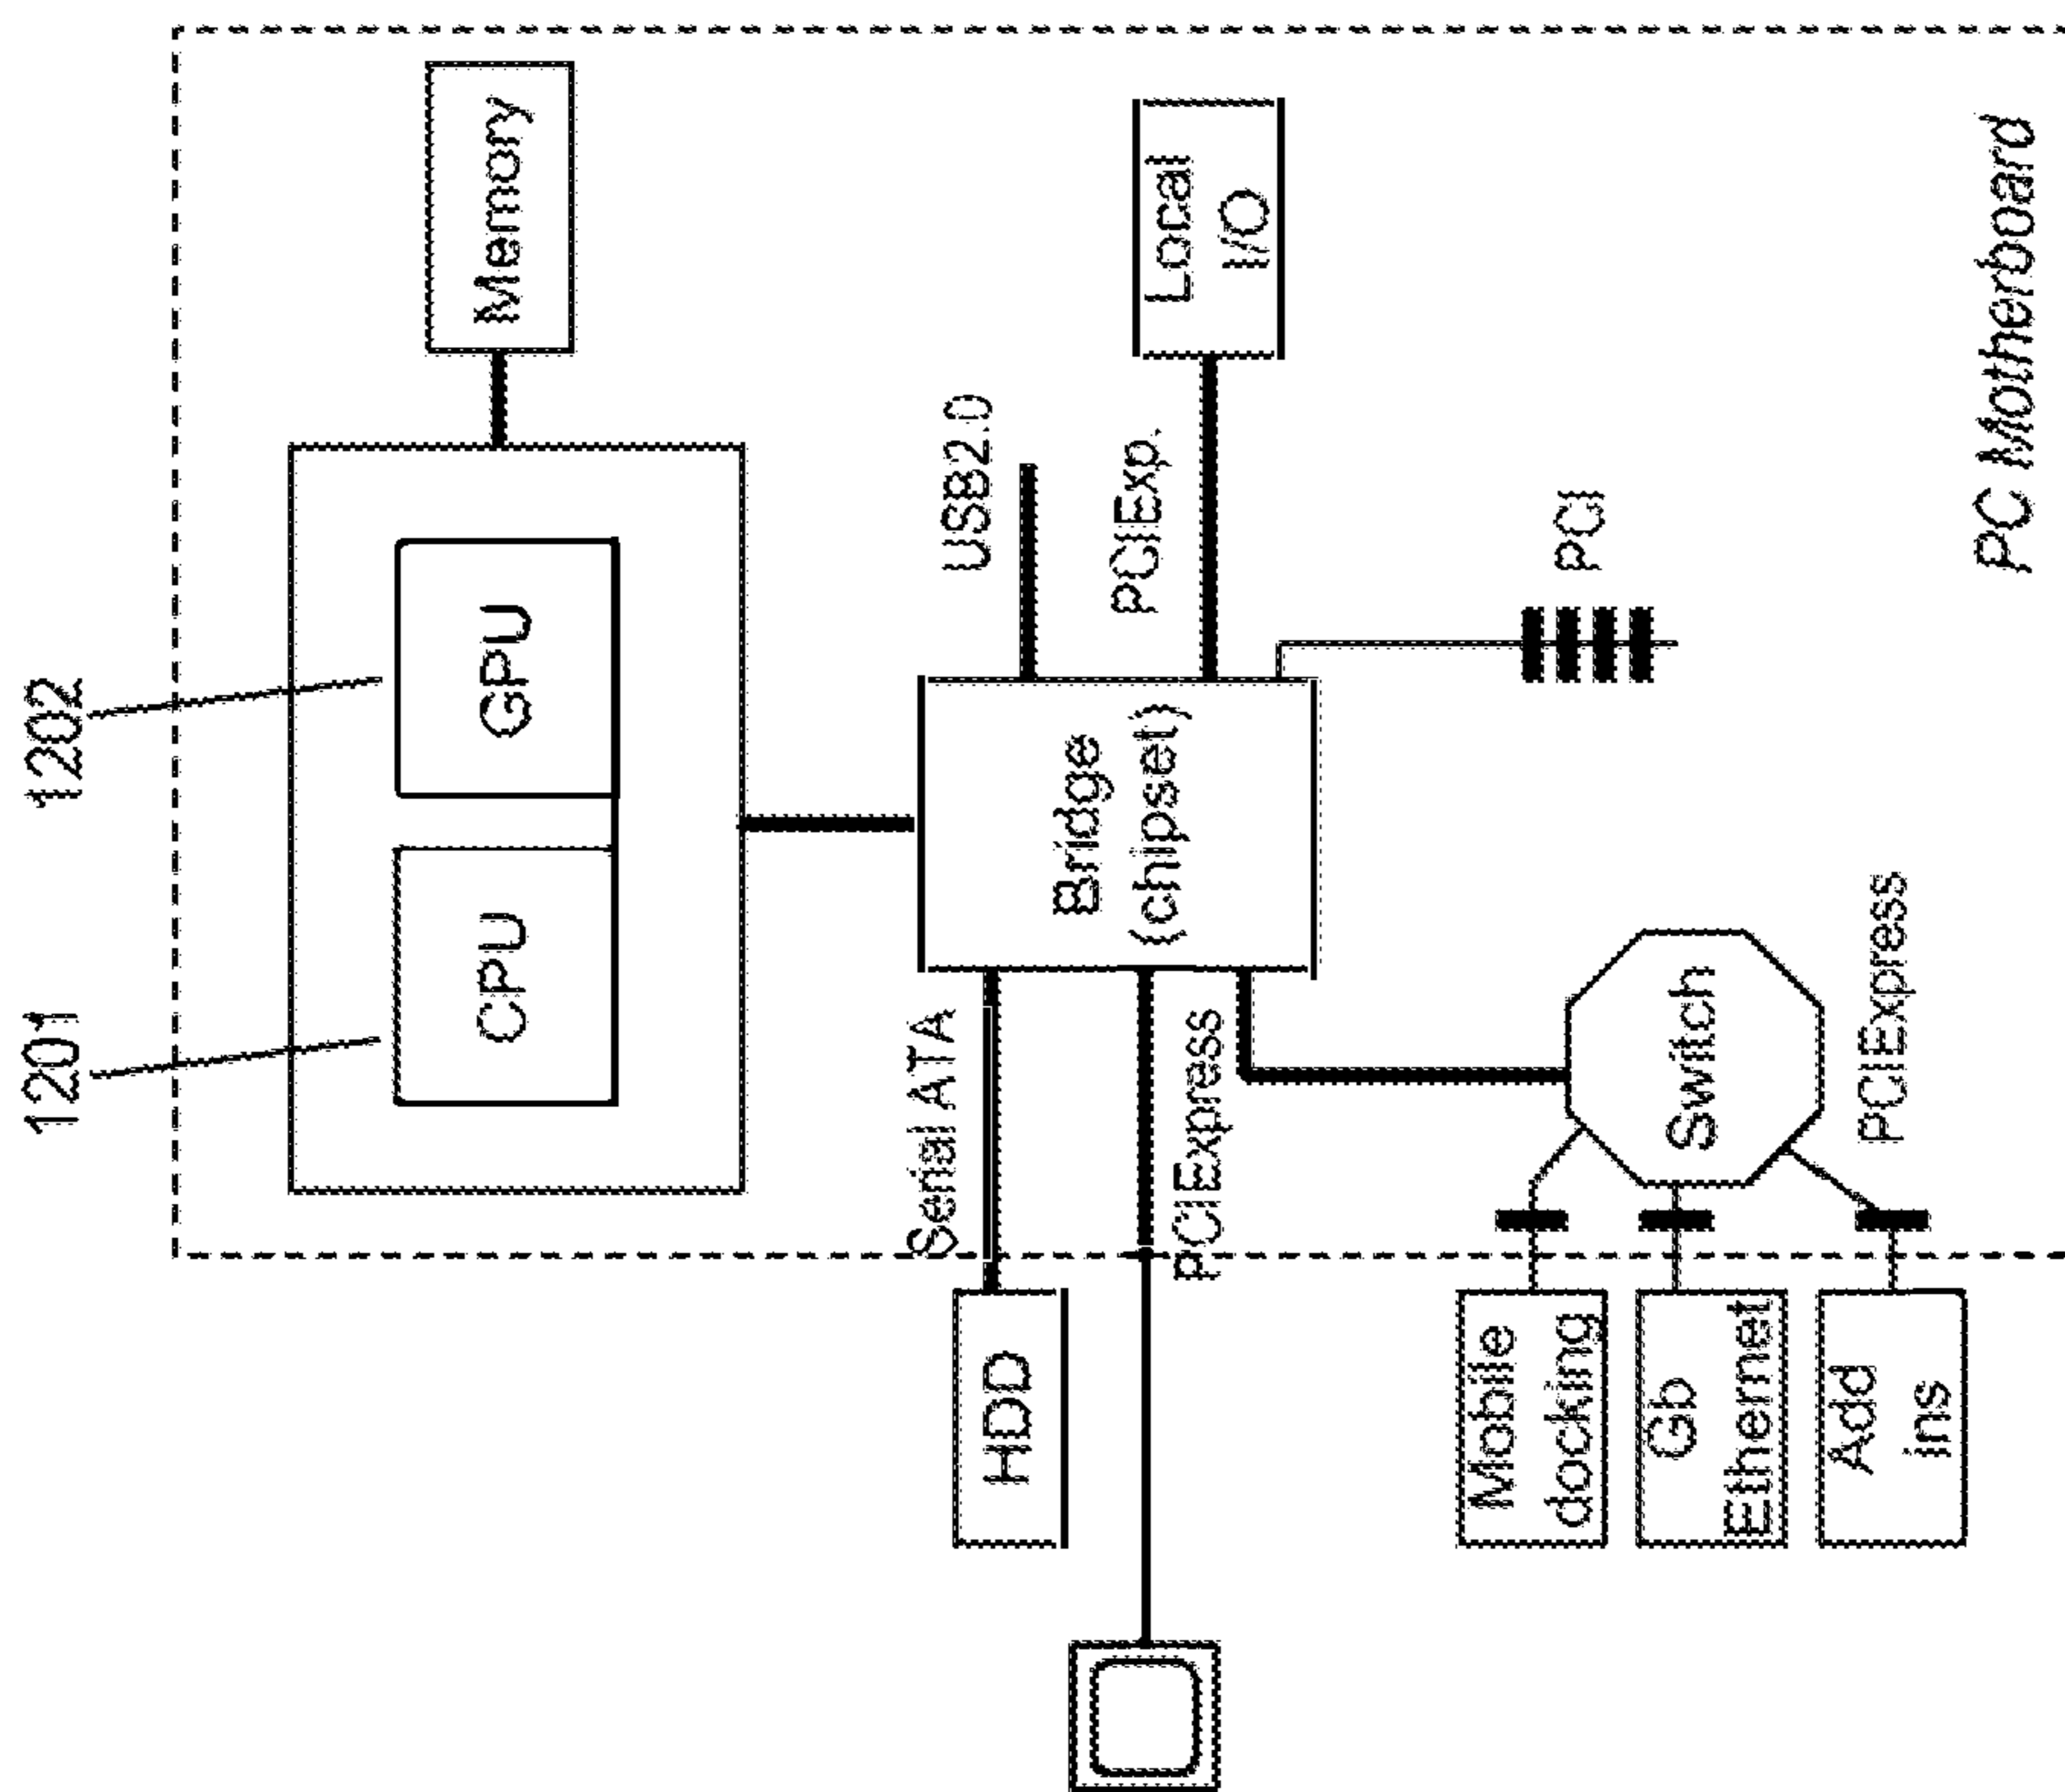 1201
1202
CPU
GPU
Memory
Serial ATA
USB2.0
HDD
Bridge
(chipset)
PCIExp.
Local
I/O
PCIExpress
Mobile
docking
Gb
Ethernet
Add
ins
Switch
PCIExpress
PCI
PC Motherboard